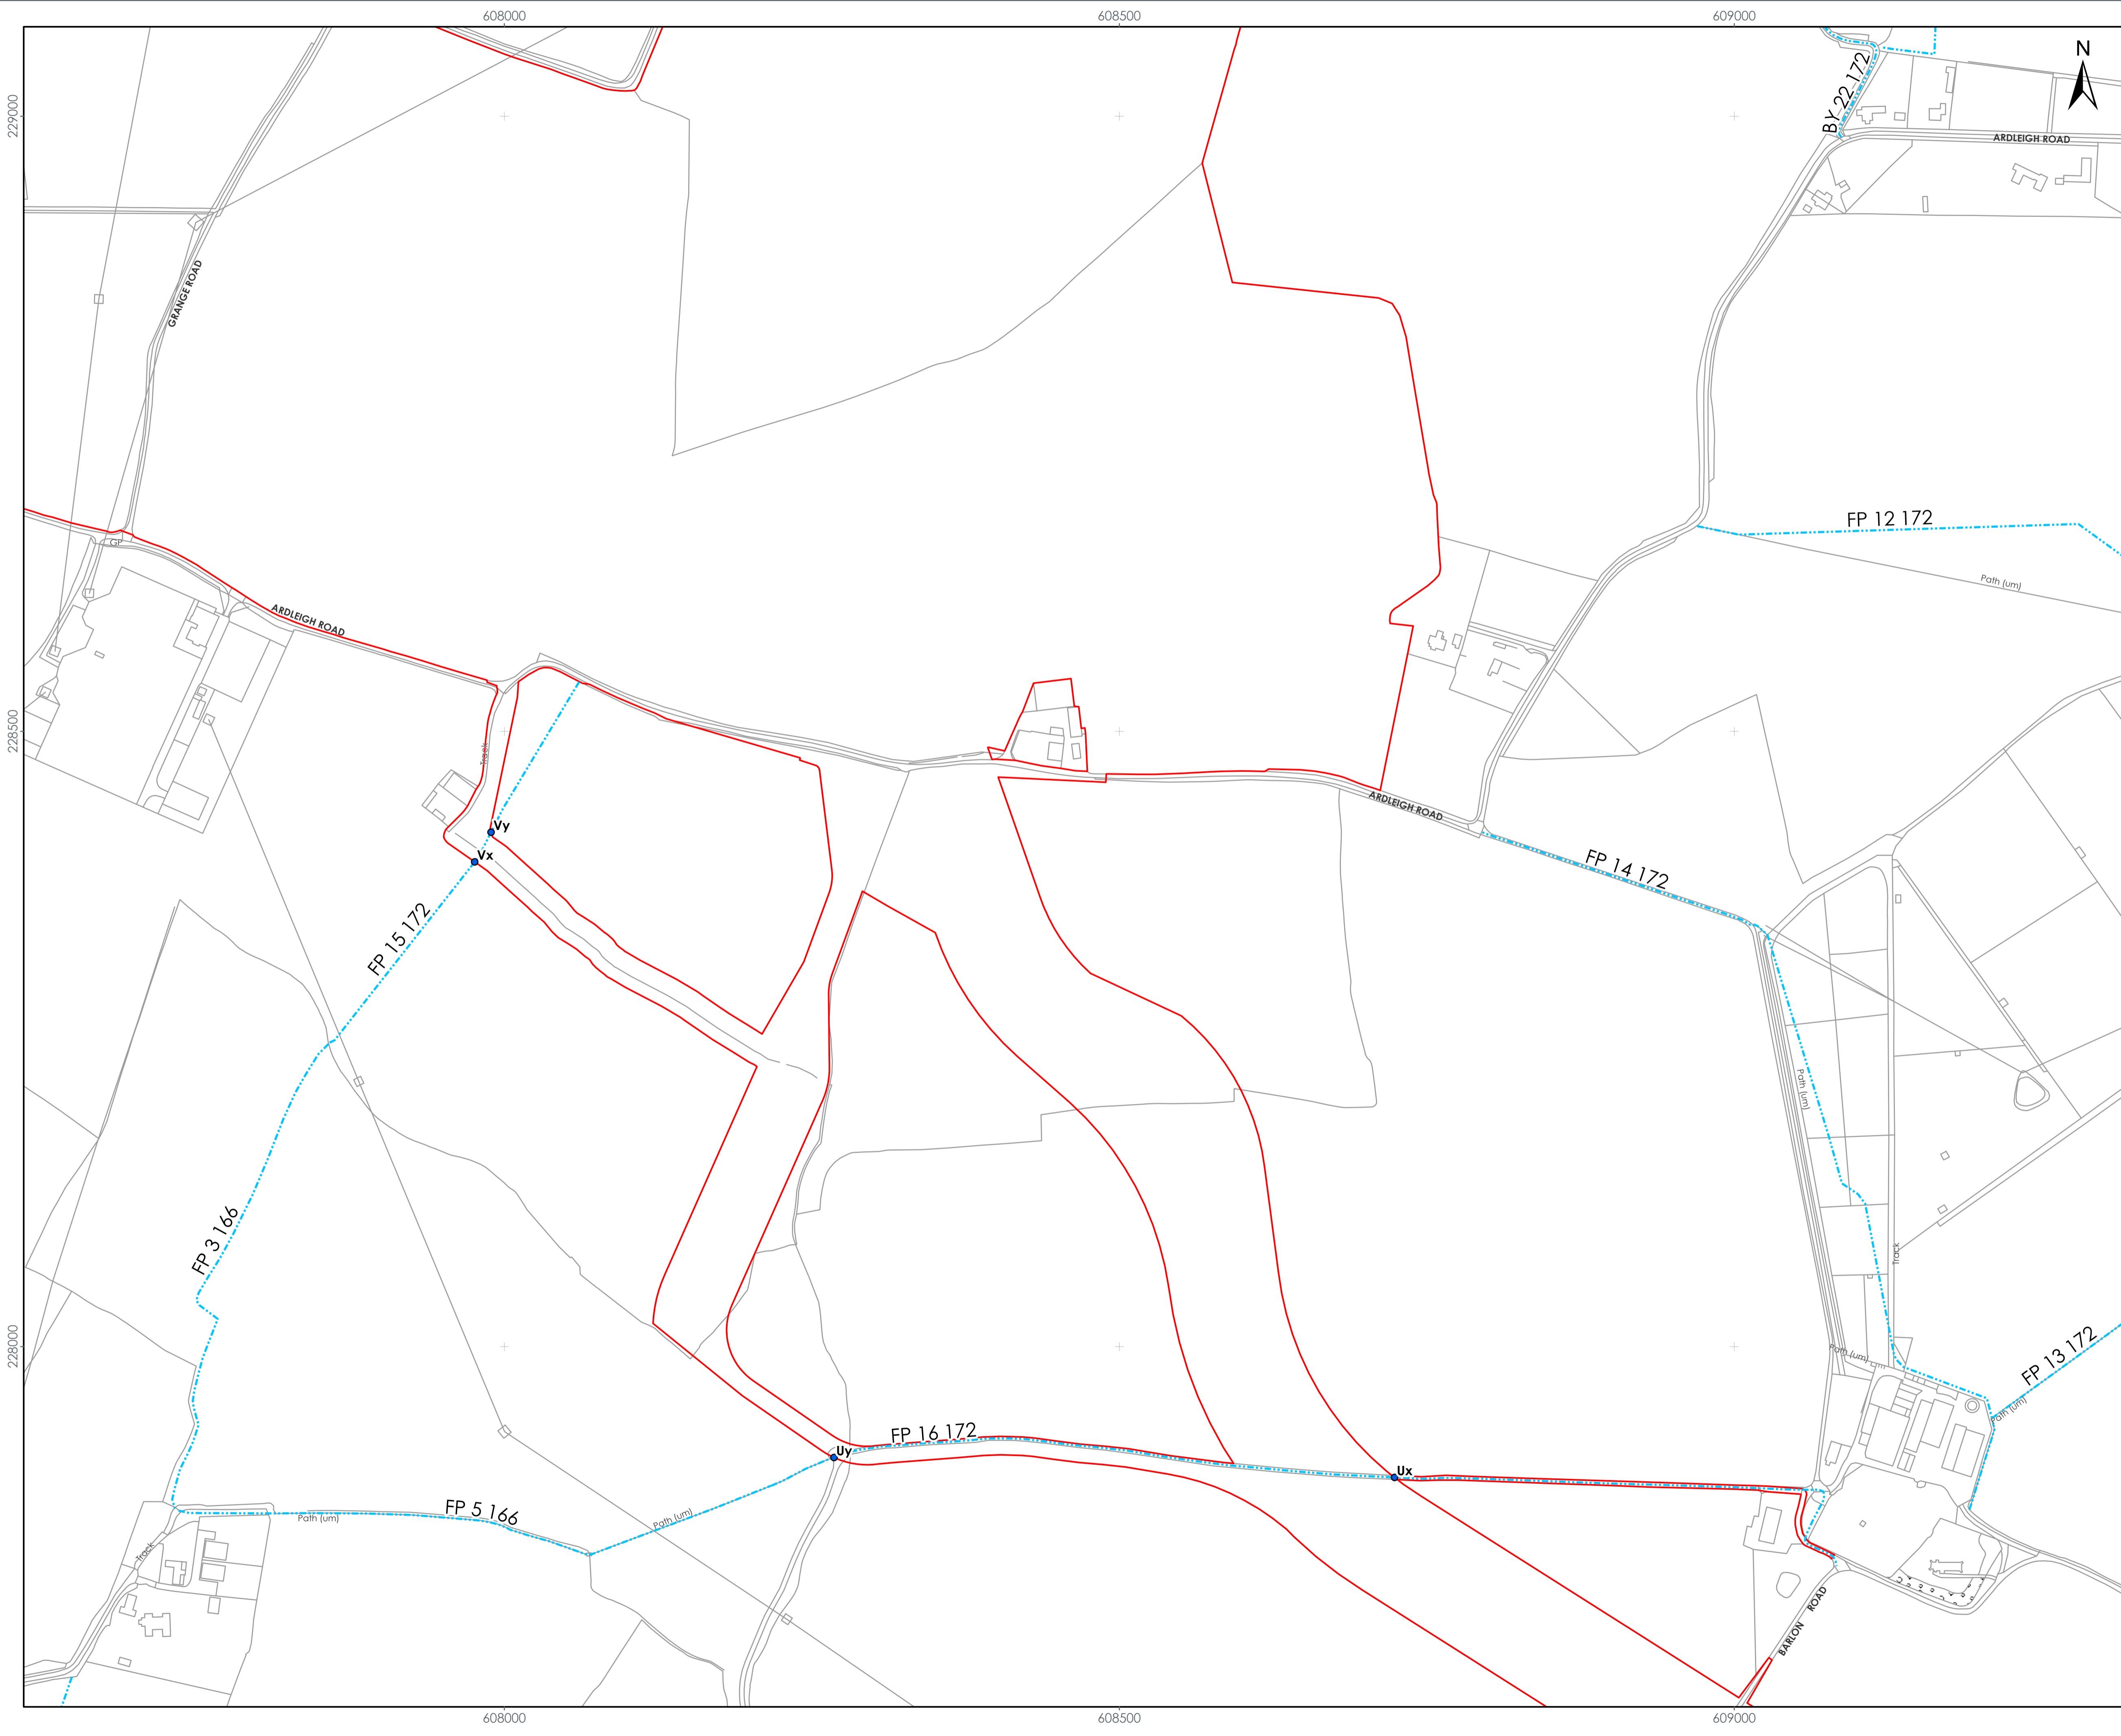 608000
608500
609000
N
BY 22 172
229000
ARDLEIGH ROAD
GRANGE ROAD
FP 12 172
GP
Path (um)
ARDLEIGH ROAD
228500
Track
ARDLEIGH ROAD
Vy
Vx
FP 14 172
FP 15 172
Path (um)
FP 3 166
Track
228000
Path (um)
FP 13 172
Path (um)
FP 16 172
Uy
Ux
FP 5 166
Path (um)
Path (um)
Track
BARLON ROAD
608000
608500
609000